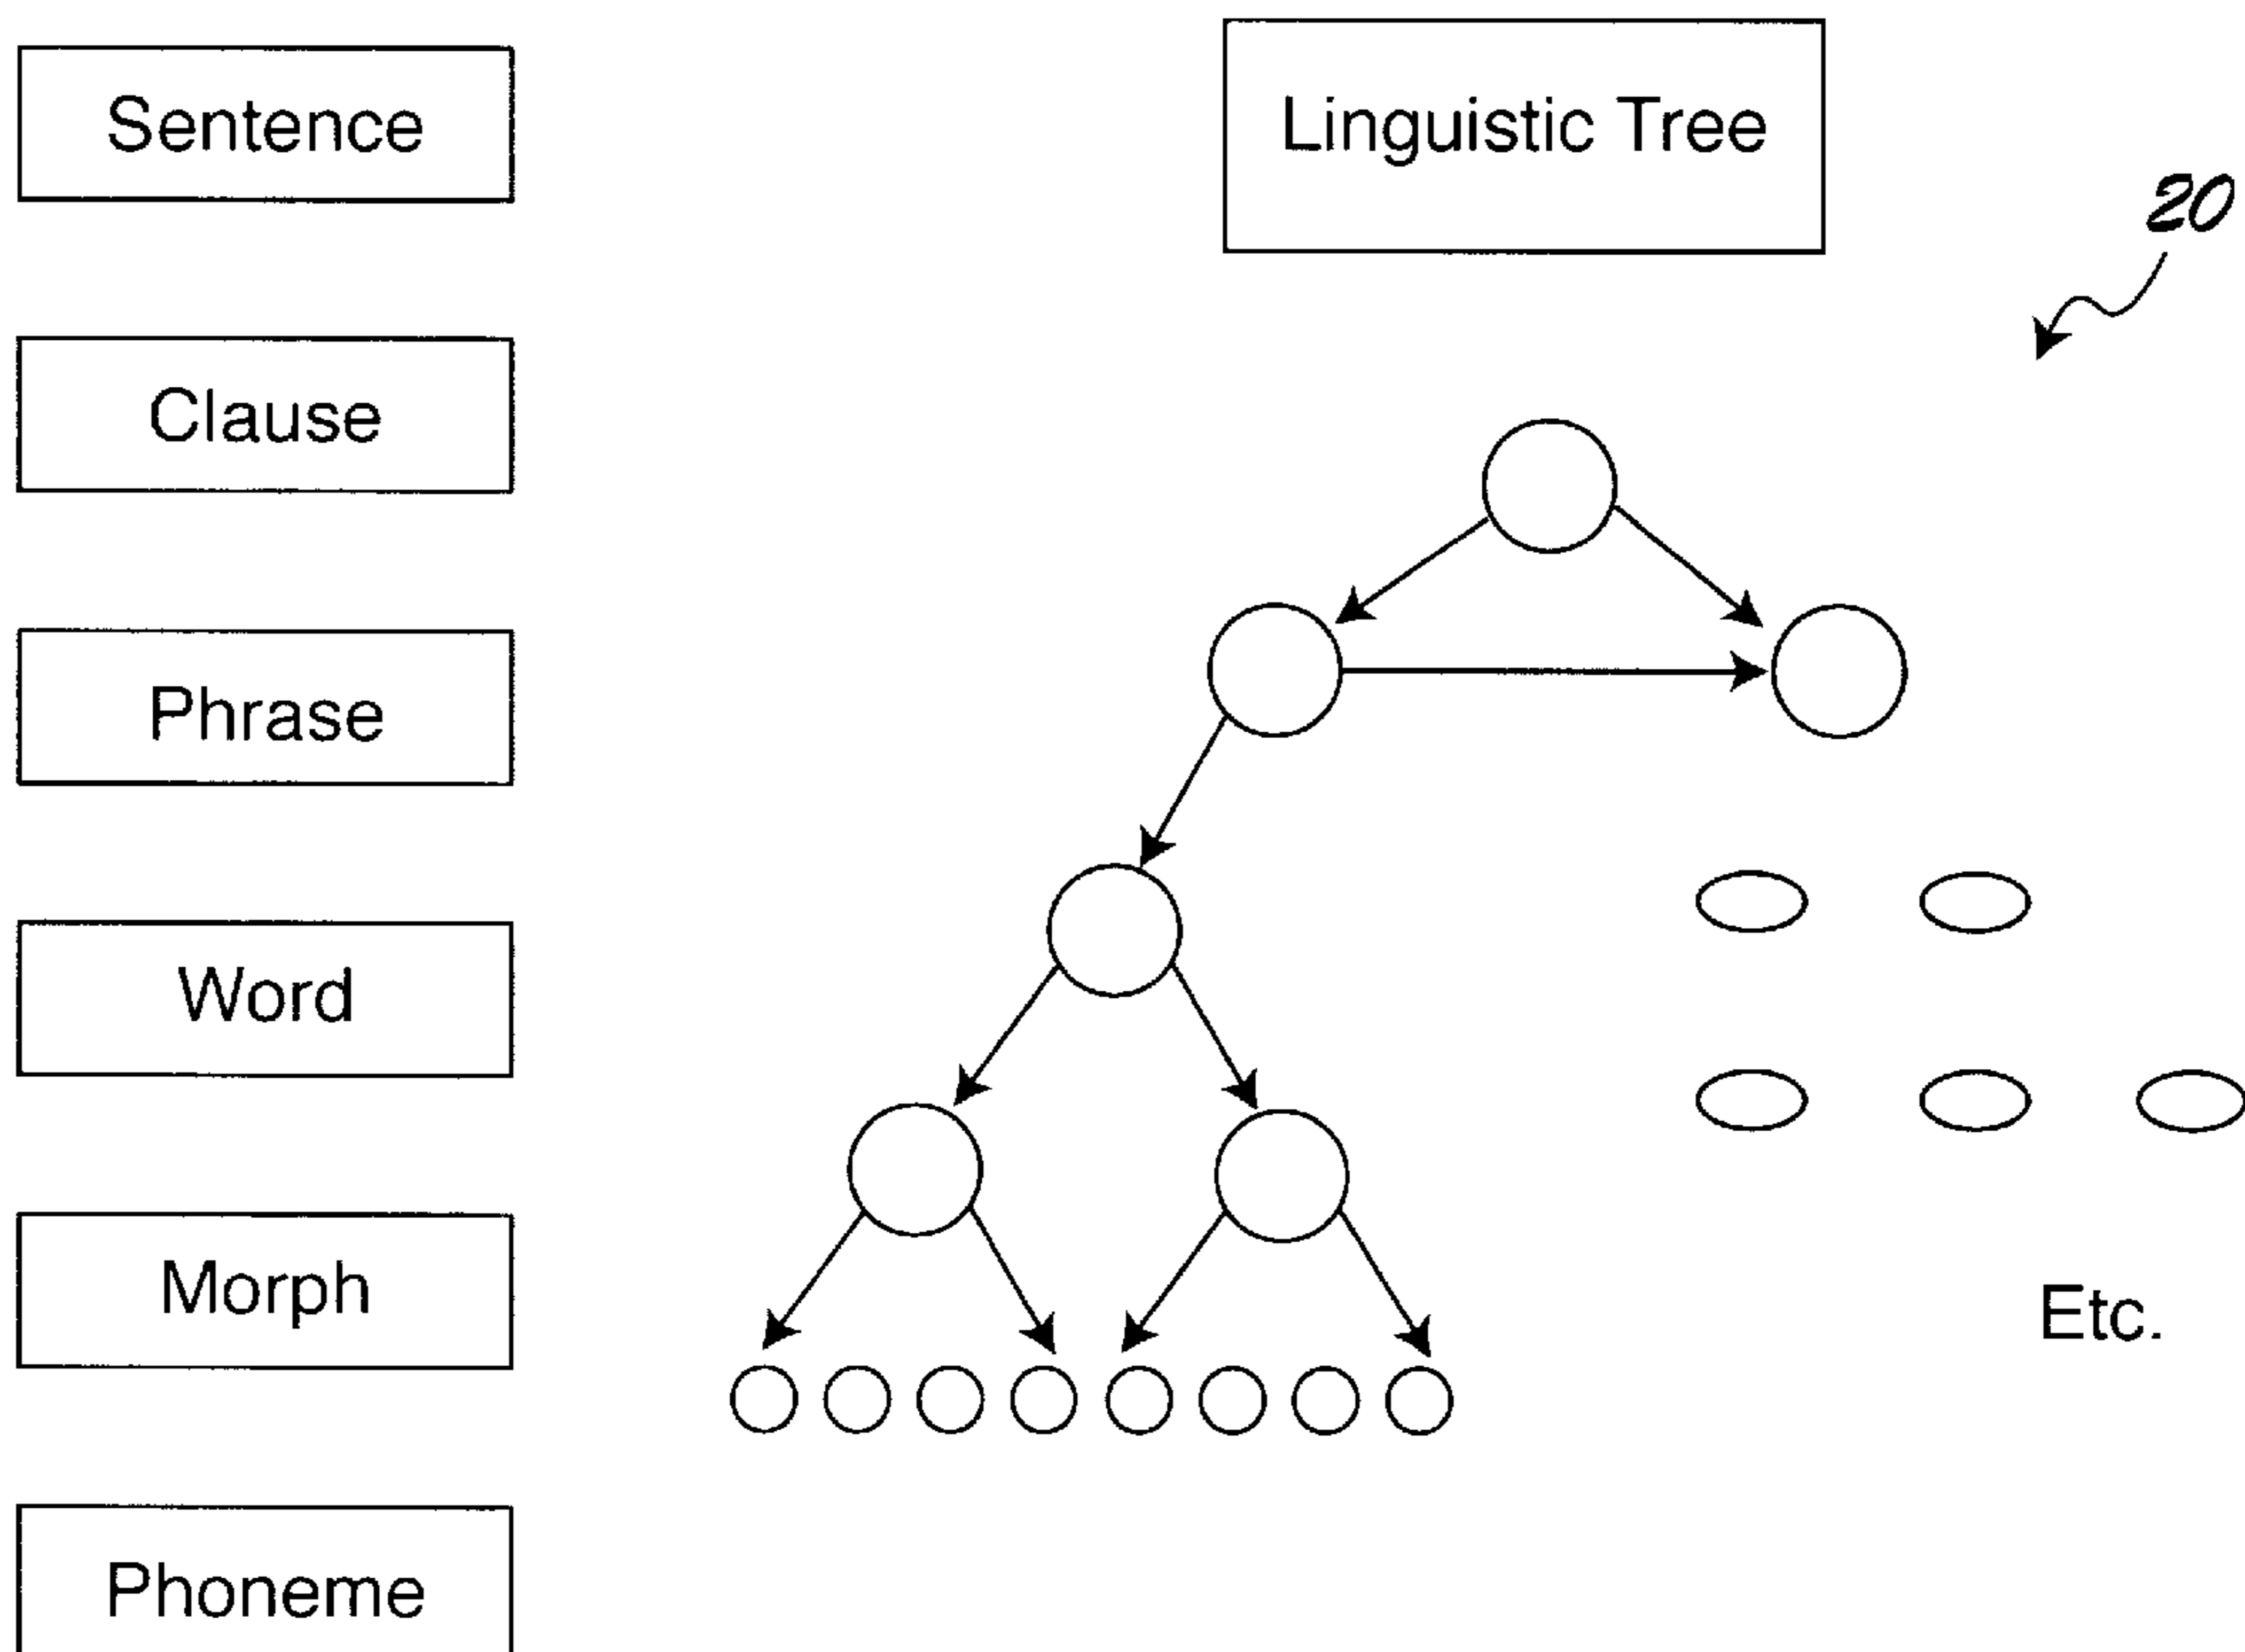 Sentence
Linguistic Tree
20
Clause
Phrase
Word
Morph
Etc.
Phoneme